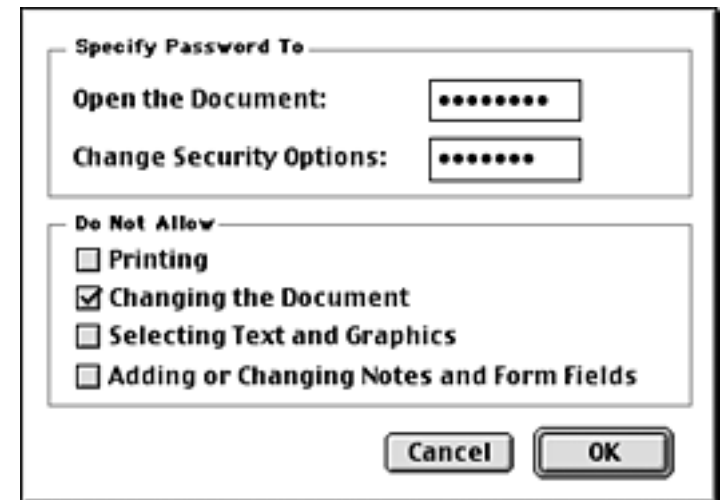 Specify Password To
Open the Document: ••••••••
Change Security Options: •••••••
Do Not Allow
Printing
Changing the Document
Selecting Text and Graphics
Adding or Changing Notes and Form Fields
Cancel OK